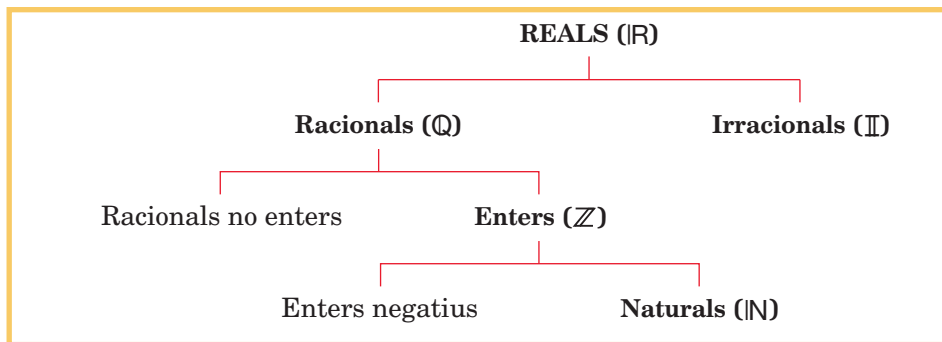 REALS (ℝ)
Racionals (ℚ) Irracionals (𝕀)
Racionals no enters Enters (ℤ)
Enters negatius Naturals (ℕ)